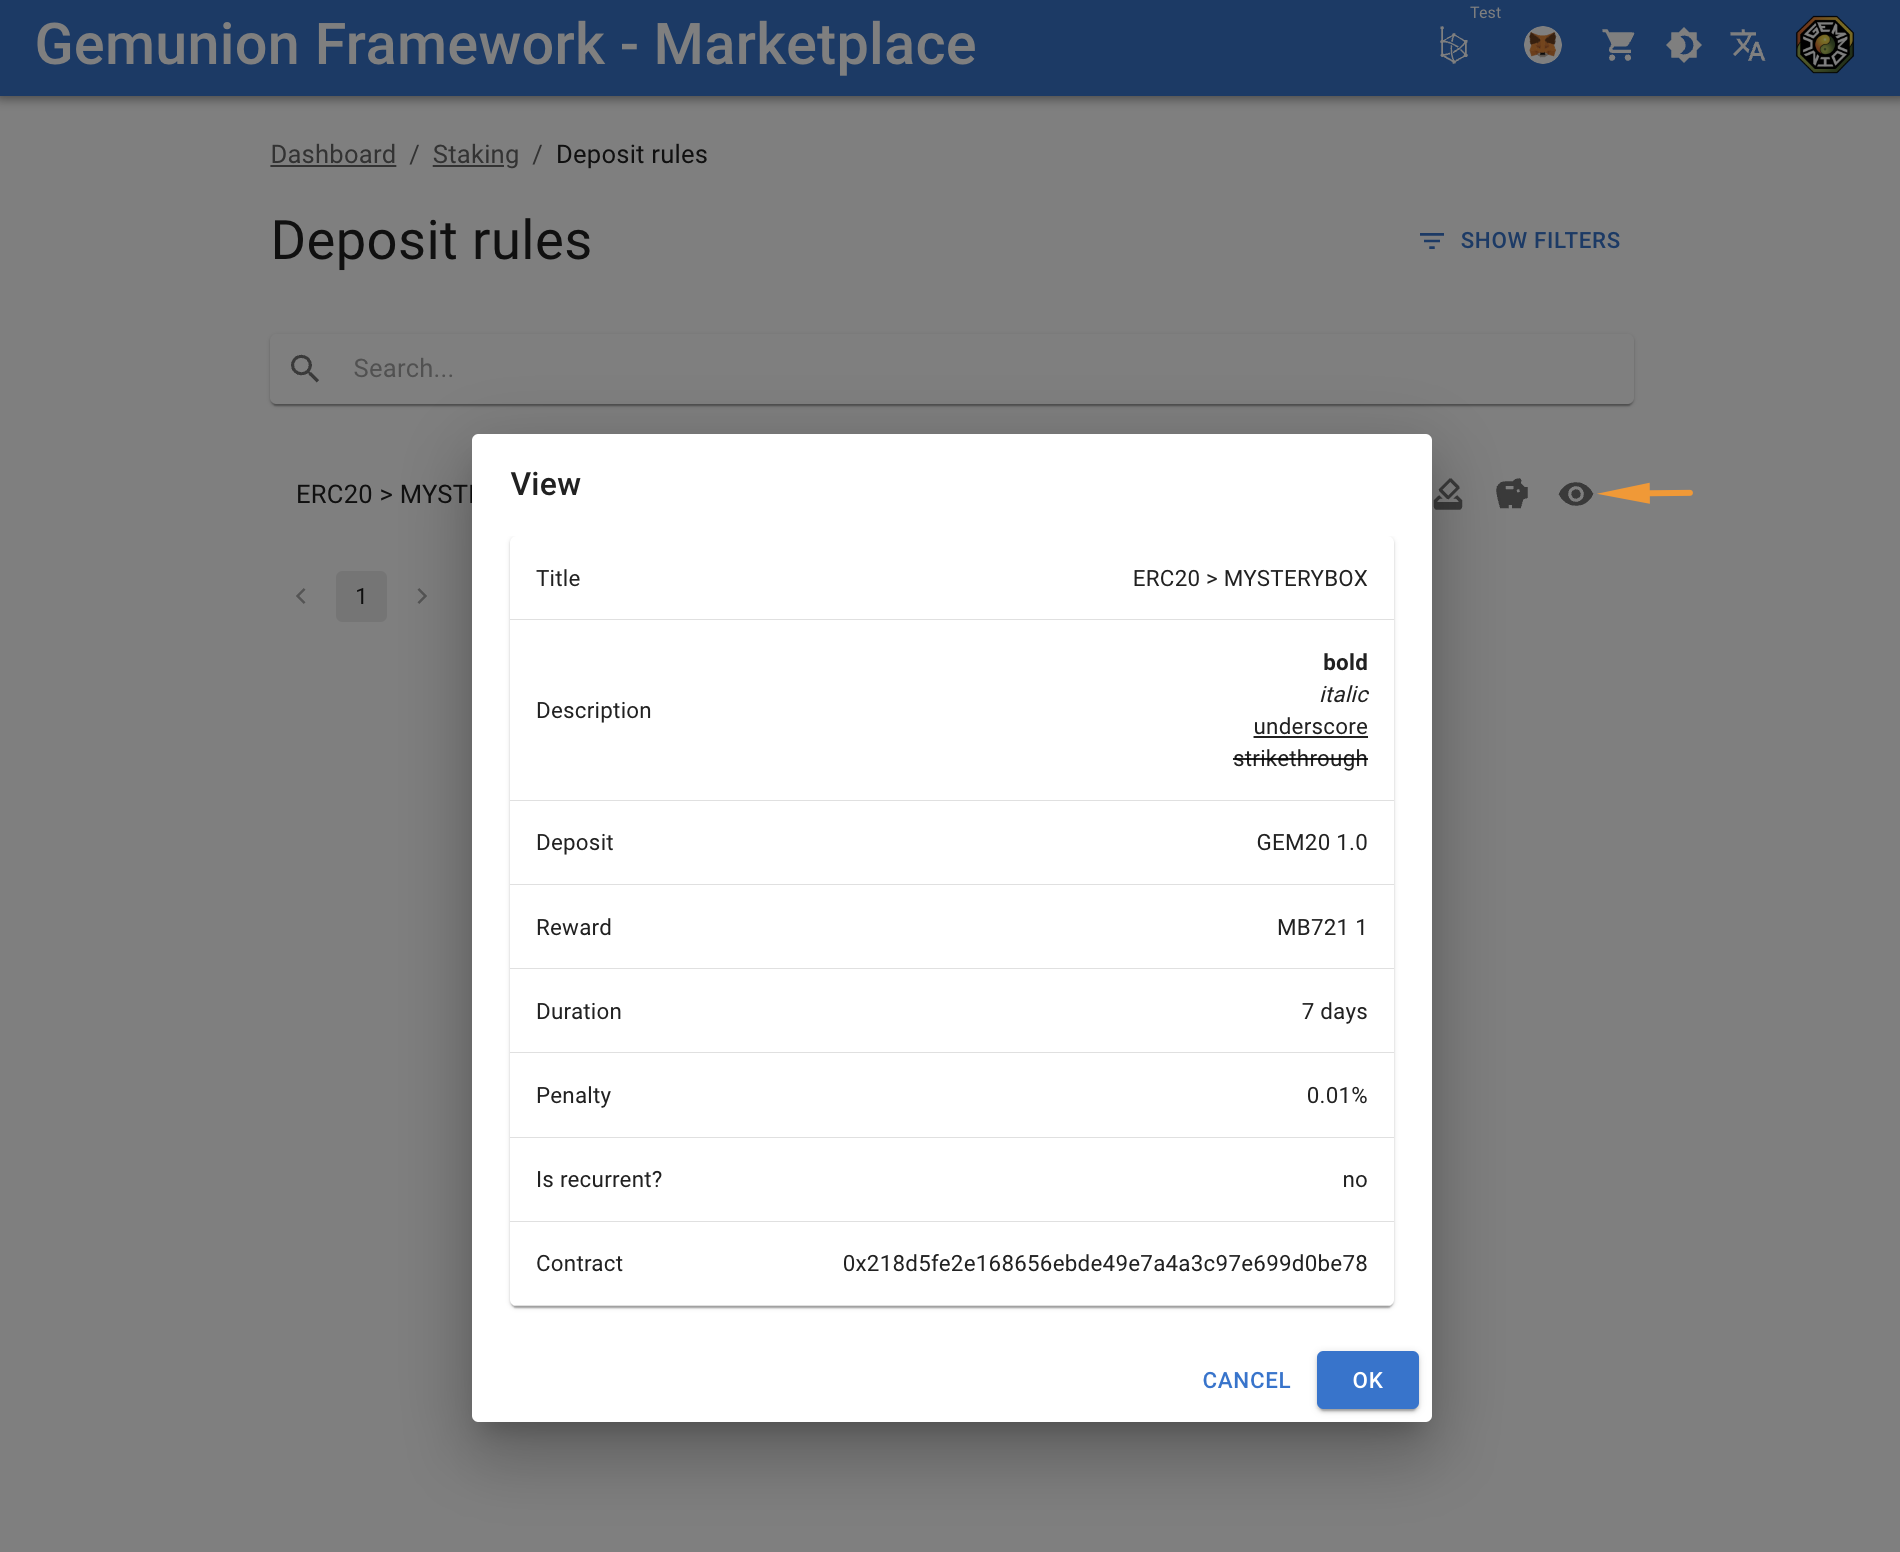 Gemunion Framework - Marketplace
Test
Dashboard / Staking / Deposit rules
Deposit rules
SHOW FILTERS
Search...
ERC20 > MYST
1
View
Title ERC20 > MYSTERYBOX
Description
bold
italic
underscore
strikethrough
Deposit GEM20 1.0
Reward MB721 1
Duration 7 days
Penalty 0.01%
Is recurrent? no
Contract 0x218d5fe2e168656ebde49e7a4a3c97e699d0be78
CANCEL OK